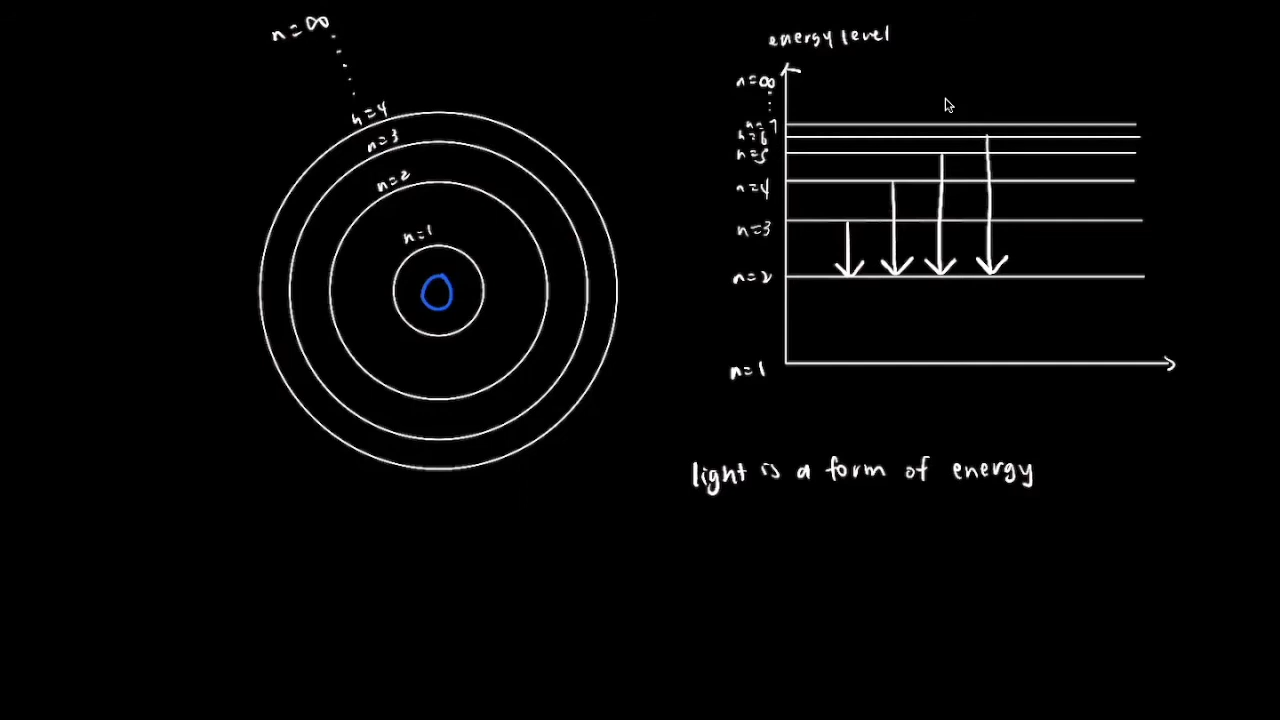 n=∞
n=4
n=3
n=2
n=1
energy level
n=∞
n=7
n=6
n=5
n=4
n=3
n=2
n=1
light is a form of energy